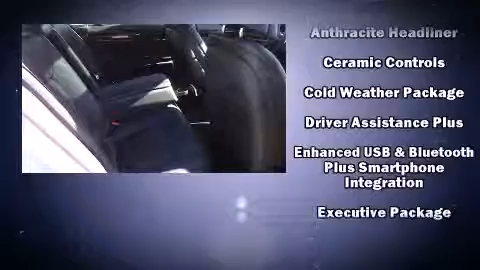 Anthracite Headliner
Ceramic Controls
Cold Weather Package
Driver Assistance Plus
Enhanced USB & Bluetooth
Plus Smartphone
Integration
Executive Package